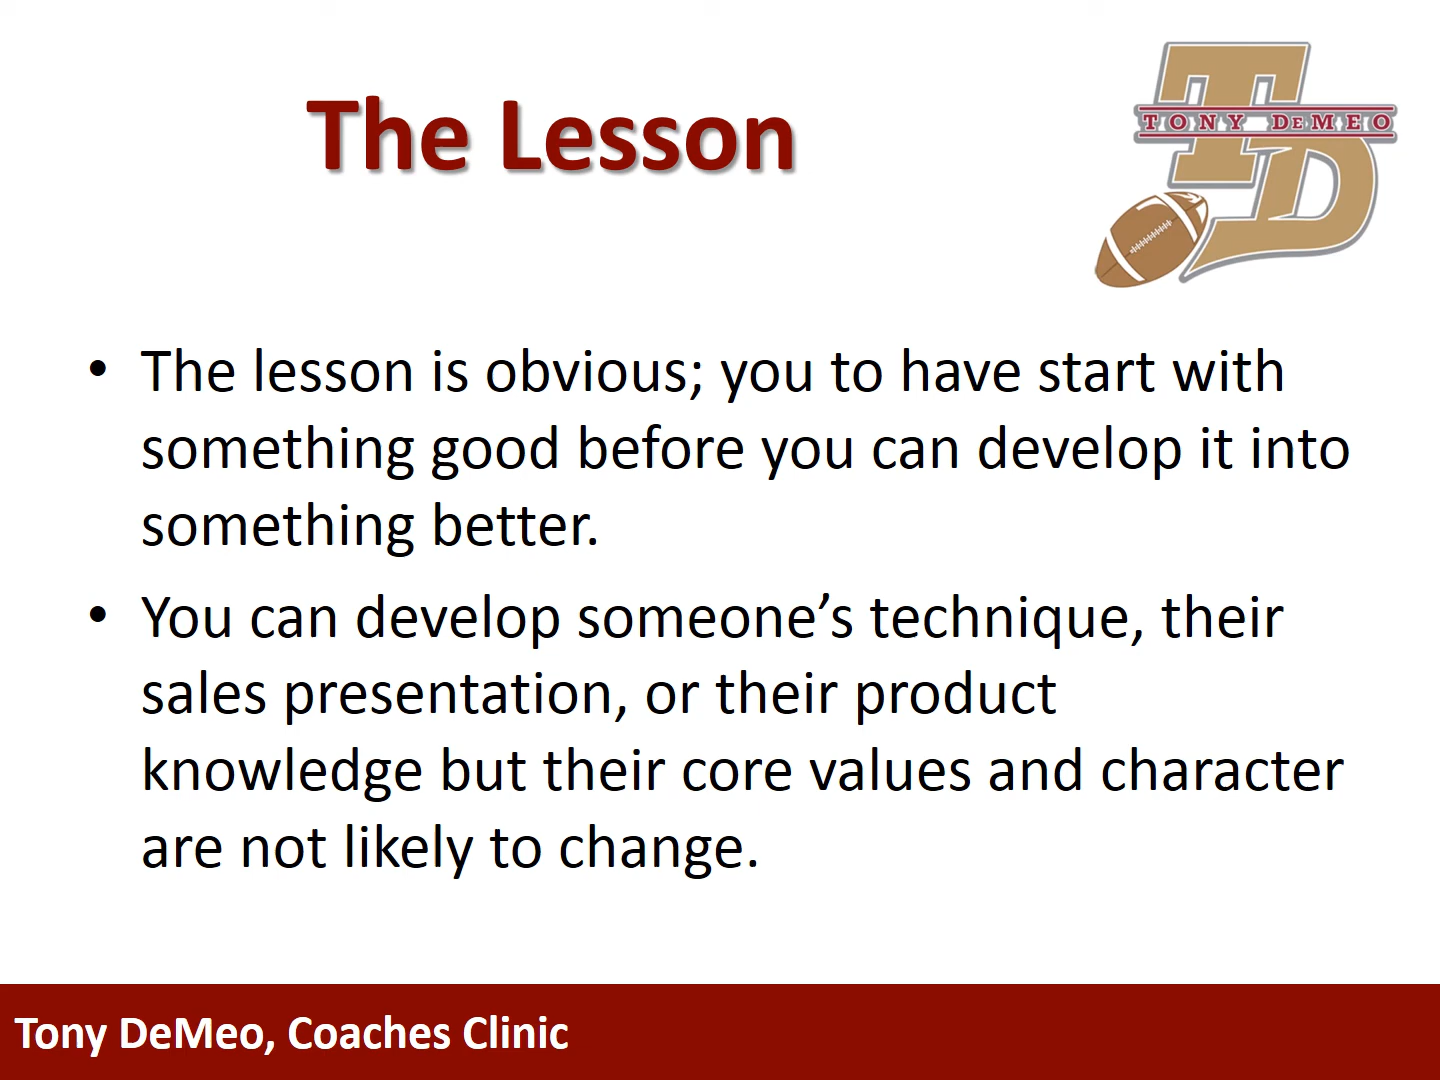 The Lesson
TONY DEMEO
• The lesson is obvious; you to have start with
something good before you can develop it into
something better.
• You can develop someone’s technique, their
sales presentation, or their product
knowledge but their core values and character
are not likely to change.
Tony DeMeo, Coaches Clinic